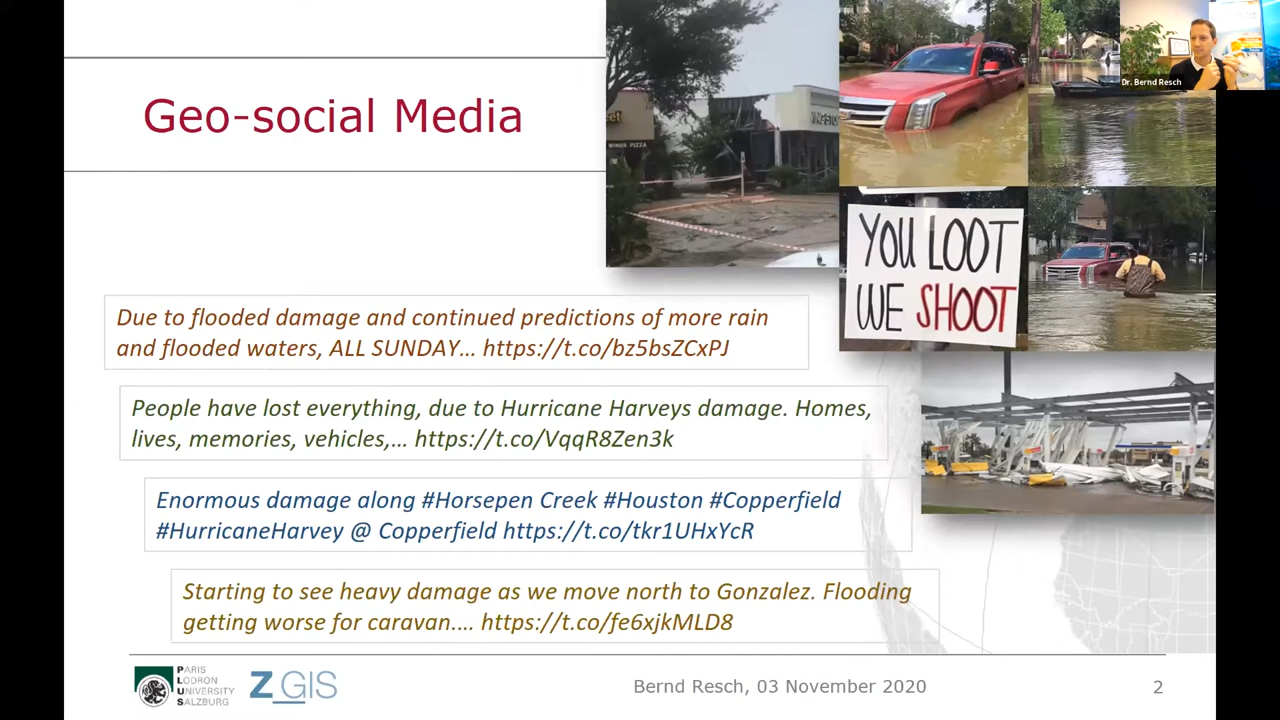 Dr. Bernd Resch
Geo-social Media
WINGS PIZZA
YOU LOOT
WE SHOOT
Due to flooded damage and continued predictions of more rain
and flooded waters, ALL SUNDAY… https://t.co/bz5bsZCxPJ
People have lost everything, due to Hurricane Harveys damage. Homes,
lives, memories, vehicles,… https://t.co/VqqR8Zen3k
Enormous damage along #Horsepen Creek #Houston #Copperfield
#HurricaneHarvey @ Copperfield https://t.co/tkr1UHxYcR
Starting to see heavy damage as we move north to Gonzalez. Flooding
getting worse for caravan.… https://t.co/fe6xjkMLD8
PARIS
LODRON
UNIVERSITY
SALZBURG
Z_GIS
Bernd Resch, 03 November 2020
2